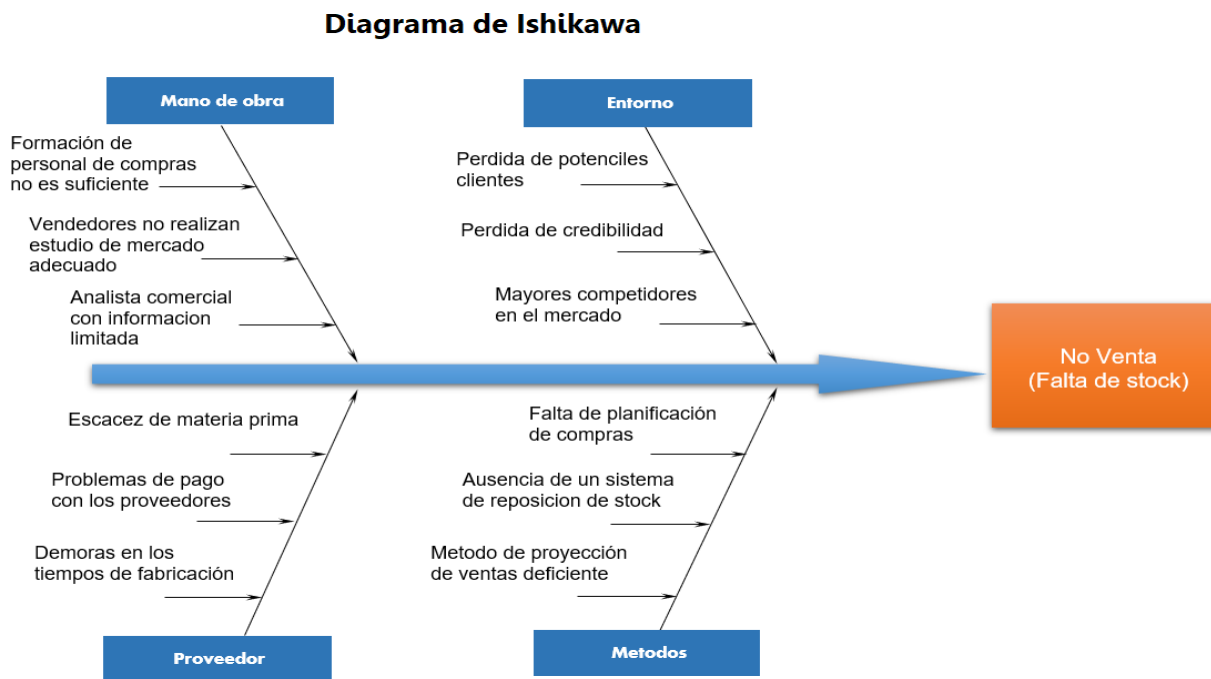 Diagrama de Ishikawa
Mano de obra
Formación de
personal de compras
no es suficiente
Vendedores no realizan
estudio de mercado
adecuado
Analista comercial
con informacion
limitada
Entorno
Perdida de potenciles
clientes
Perdida de credibilidad
Mayores competidores
en el mercado
No Venta
(Falta de stock)
Escacez de materia prima
Problemas de pago
con los proveedores
Demoras en los
tiempos de fabricación
Proveedor
Falta de planificación
de compras
Ausencia de un sistema
de reposicion de stock
Metodo de proyección
de ventas deficiente
Metodos